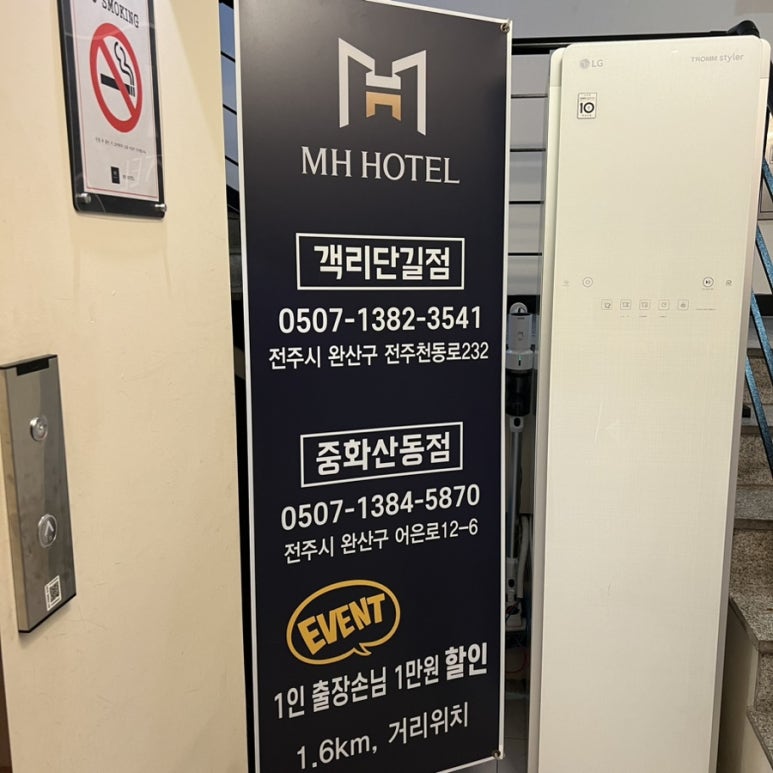 NO SMOKING
MH HOTEL
객리단길점
0507-1382-3541
전주시 완산구 전주천동로232
중화산동점
0507-1384-5870
전주시 완산구 어은로12-6
EVENT
1인 출장손님 1만원 할인
1.6km, 거리위치
LG
TROMM styler
10